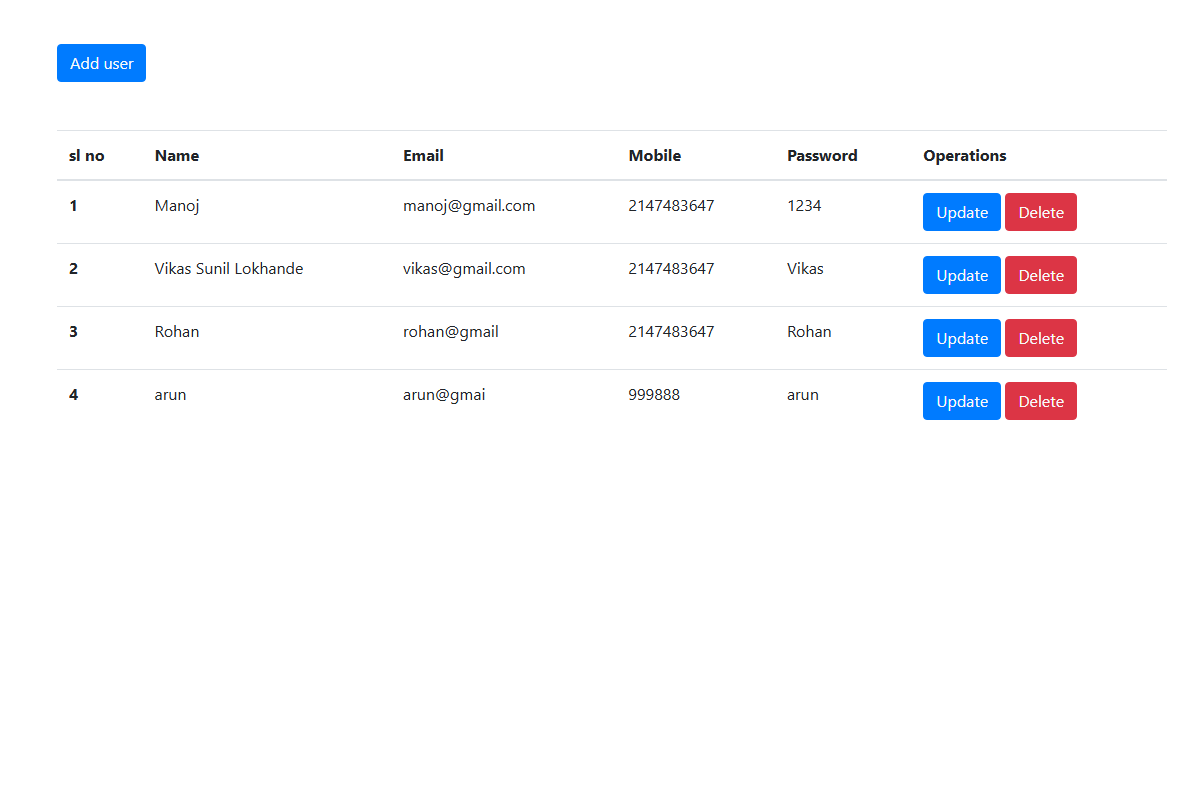 Add user
sl no Name Email Mobile Password Operations
1 Manoj manoj@gmail.com 2147483647 1234 Update Delete
2 Vikas Sunil Lokhande vikas@gmail.com 2147483647 Vikas Update Delete
3 Rohan rohan@gmail 2147483647 Rohan Update Delete
4 arun arun@gmai 999888 arun Update Delete